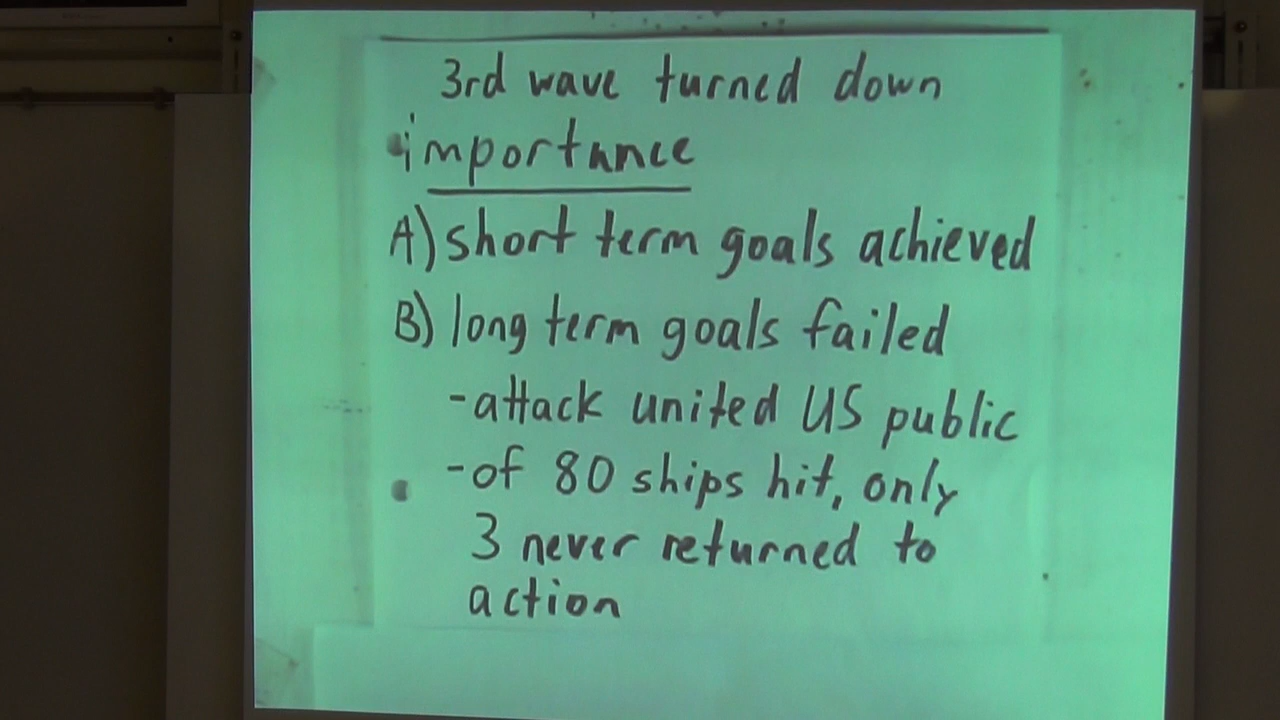 3rd wave turned down
importance
A) short term goals achieved
B) long term goals failed
-attack united US public
-of 80 ships hit, only
3 never returned to
action